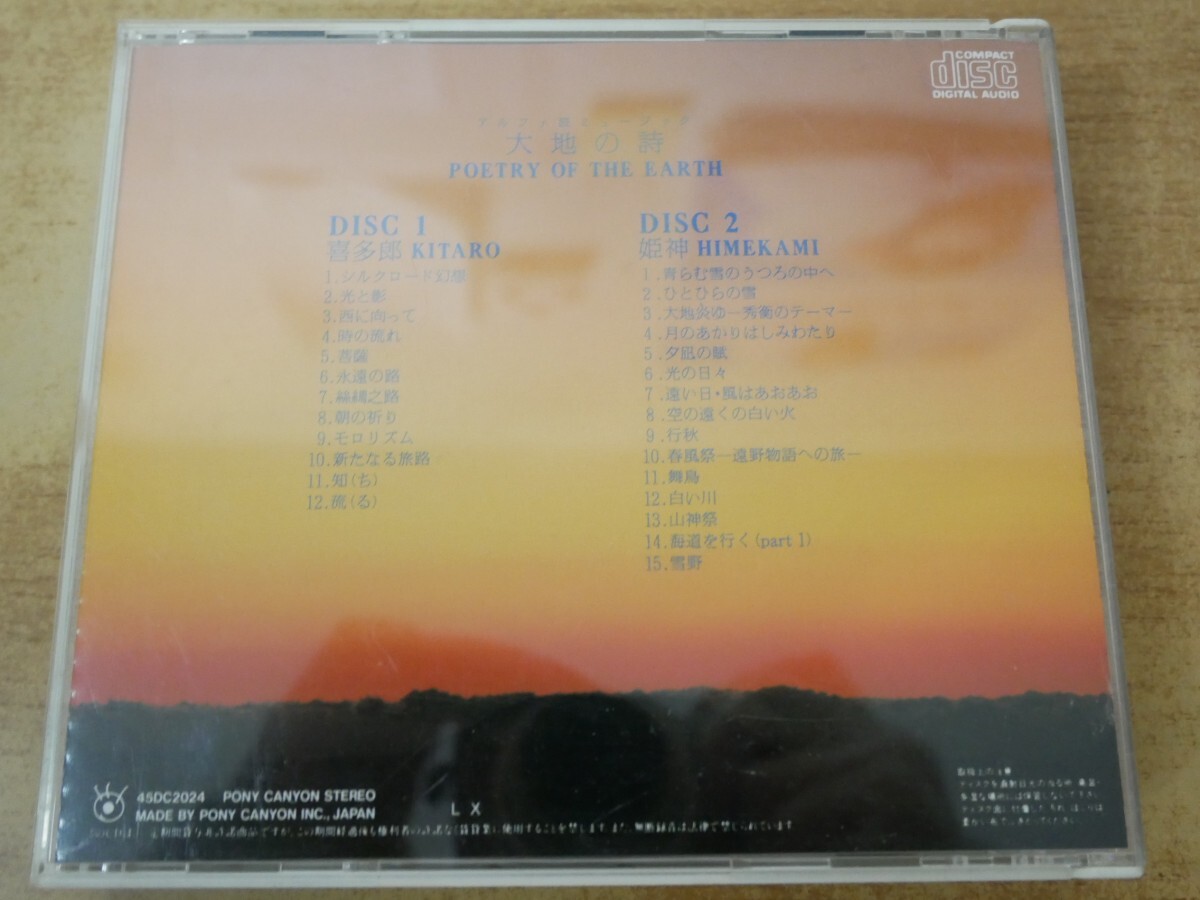 COMPACT
disc
DIGITAL AUDIO
大地の詩
POETRY OF THE EARTH
DISC 1
喜多郎 KITARO
1.シルクロード幻想
2.光と影
3.西に向って
4.時の流れ
5.菩薩
6.永遠の路
7.絲綢之路
8.朝の祈り
9.モロリズム
10.新たなる旅路
11.知(ち)
12.流(る)
DISC 2
姫神 HIMEKAMI
1.青らむ雪のうつろの中へ
2.ひとひらの雪
3.大地炎ゆー秀衡のテーマー
4.月のあかりはしみわたり
5.夕凪の賦
6.光の日々
7.遠い日・風はあおあお
8.空の遠くの白い火
9.行秋
10.春風祭ー遠野物語への旅ー
11.舞鳥
12.白い川
13.山神祭
14.海道を行く(part 1)
15.雪野
45DC2024 PONY CANYON STEREO
MADE BY PONY CANYON INC., JAPAN
L X